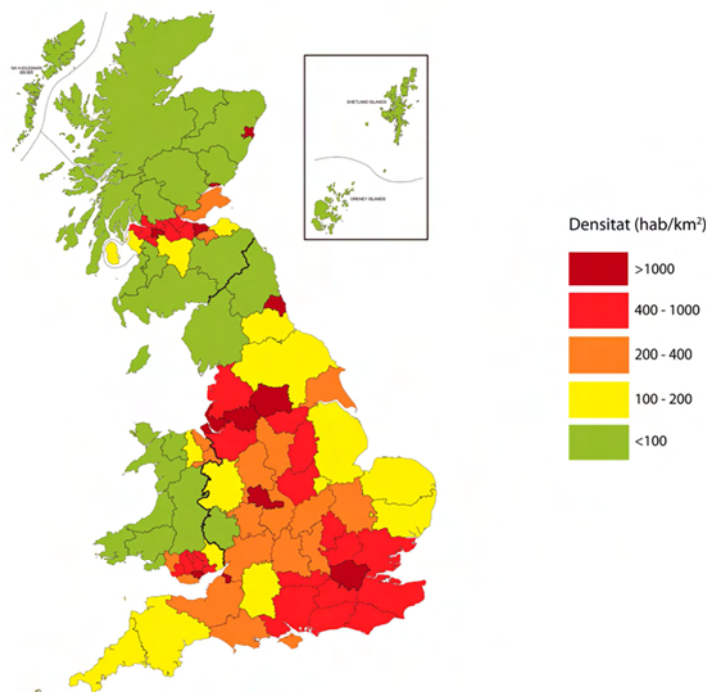 SHETLAND ISLANDS
ORKNEY ISLANDS
Densitat (hab/km²)
>1000
400 - 1000
200 - 400
100 - 200
<100